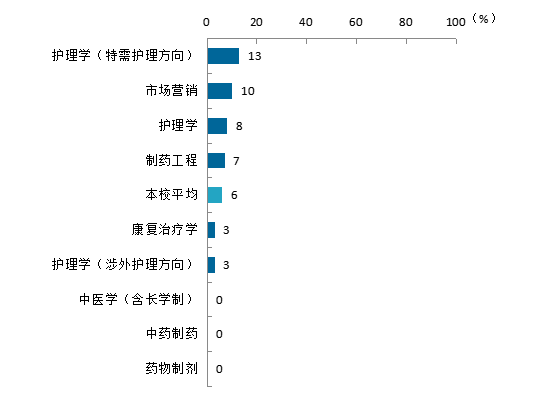 0 20 40 60 80 100 （%）
护理学（特需护理方向） 13
市场营销 10
护理学 8
制药工程 7
本校平均 6
康复治疗学 3
护理学（涉外护理方向） 3
中医学（含长学制） 0
中药制药 0
药物制剂 0